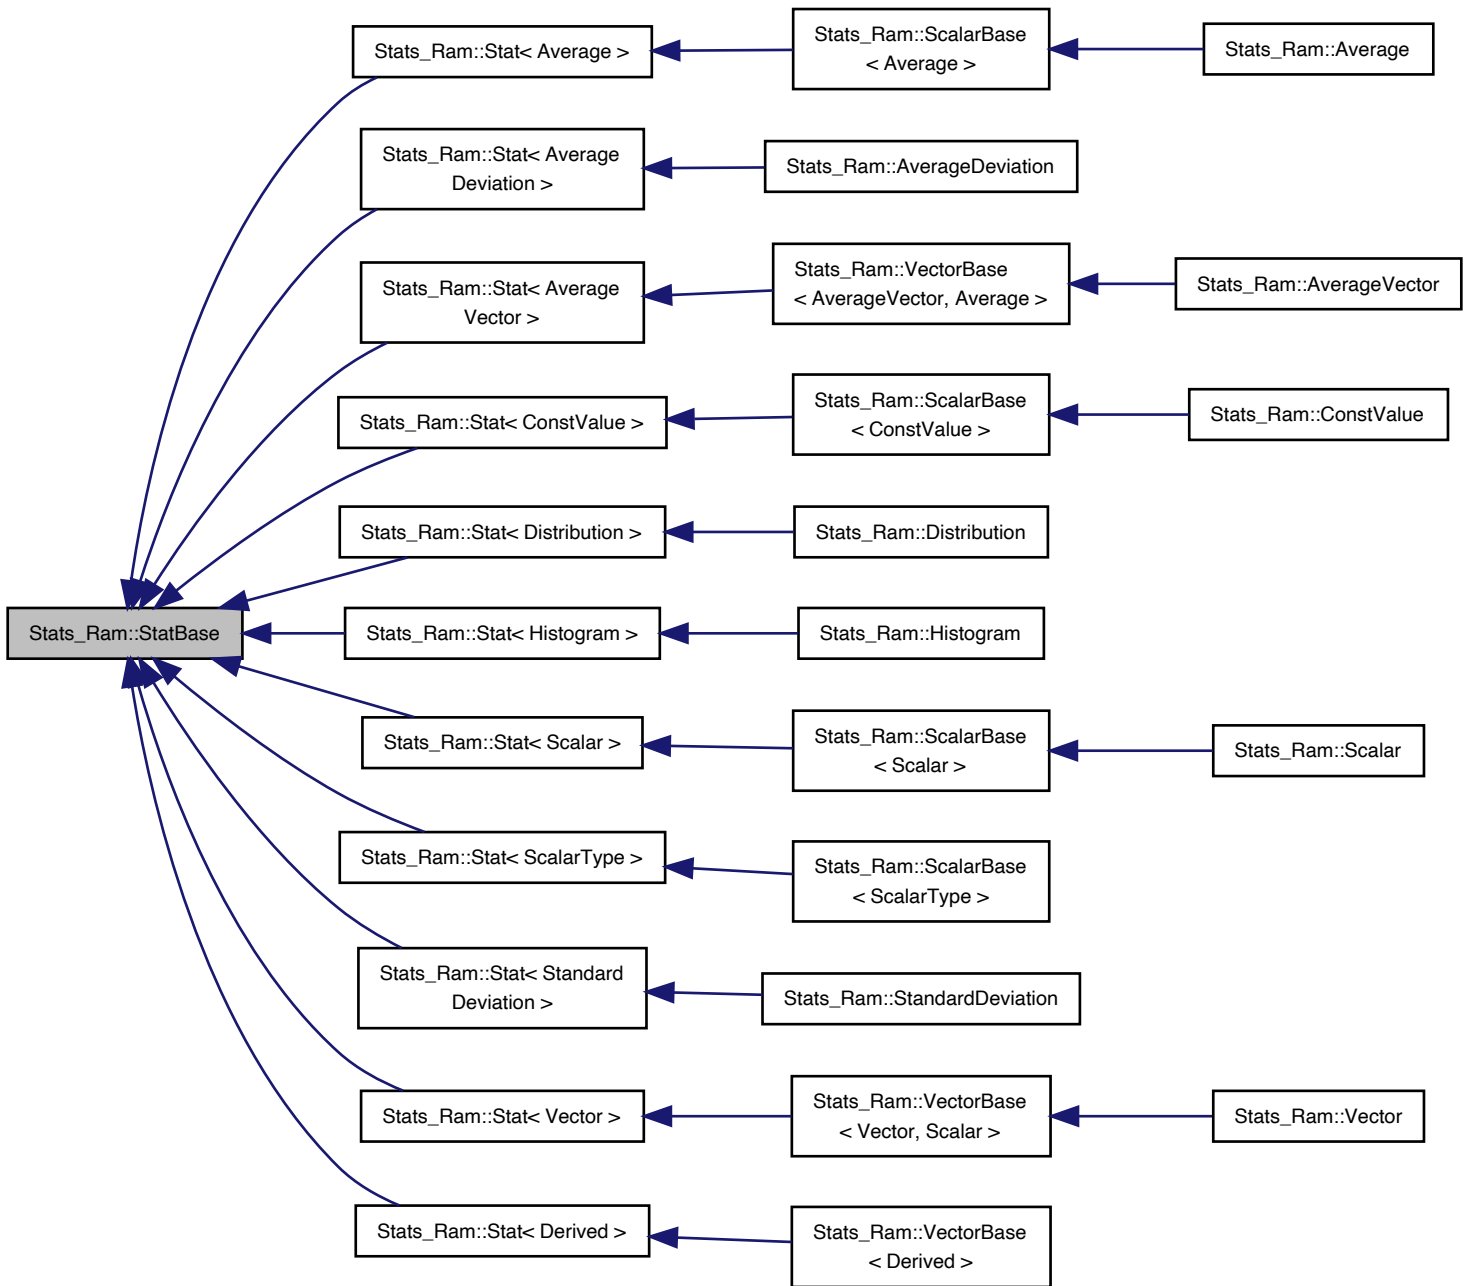 Stats_Ram::Stat< Average >
Stats_Ram::ScalarBase
< Average >
Stats_Ram::Average
Stats_Ram::Stat< Average
Deviation >
Stats_Ram::AverageDeviation
Stats_Ram::Stat< Average
Vector >
Stats_Ram::VectorBase
< AverageVector, Average >
Stats_Ram::AverageVector
Stats_Ram::Stat< ConstValue >
Stats_Ram::ScalarBase
< ConstValue >
Stats_Ram::ConstValue
Stats_Ram::Stat< Distribution >
Stats_Ram::Distribution
Stats_Ram::StatBase
Stats_Ram::Stat< Histogram >
Stats_Ram::Histogram
Stats_Ram::Stat< Scalar >
Stats_Ram::ScalarBase
< Scalar >
Stats_Ram::Scalar
Stats_Ram::Stat< ScalarType >
Stats_Ram::ScalarBase
< ScalarType >
Stats_Ram::Stat< Standard
Deviation >
Stats_Ram::StandardDeviation
Stats_Ram::Stat< Vector >
Stats_Ram::VectorBase
< Vector, Scalar >
Stats_Ram::Vector
Stats_Ram::Stat< Derived >
Stats_Ram::VectorBase
< Derived >